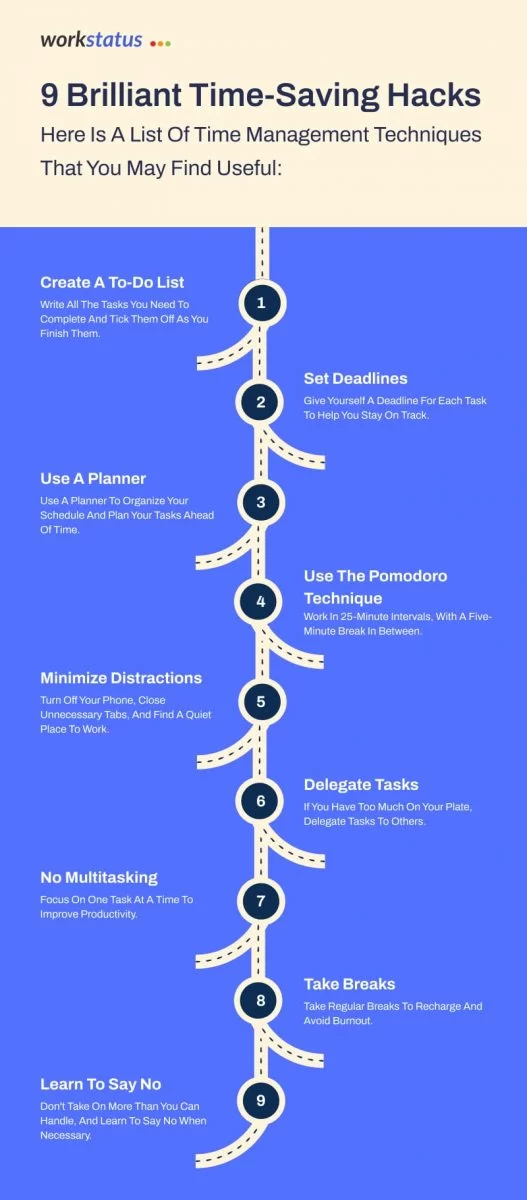 workstatus
9 Brilliant Time-Saving Hacks
Here Is A List Of Time Management Techniques
That You May Find Useful:
1
Create A To-Do List
Write All The Tasks You Need To
Complete And Tick Them Off As You
Finish Them.
2
Set Deadlines
Give Yourself A Deadline For Each Task
To Help You Stay On Track.
3
Use A Planner
Use A Planner To Organize Your
Schedule And Plan Your Tasks Ahead
Of Time.
4
Use The Pomodoro
Technique
Work In 25-Minute Intervals, With A Five-
Minute Break In Between.
5
Minimize Distractions
Turn Off Your Phone, Close
Unnecessary Tabs, And Find A Quiet
Place To Work.
6
Delegate Tasks
If You Have Too Much On Your Plate,
Delegate Tasks To Others.
7
No Multitasking
Focus On One Task At A Time To
Improve Productivity.
8
Take Breaks
Take Regular Breaks To Recharge And
Avoid Burnout.
9
Learn To Say No
Don't Take On More Than You Can
Handle, And Learn To Say No When
Necessary.